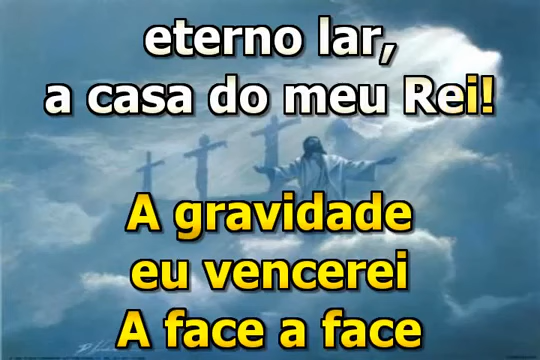 eterno lar,
a casa do meu Rei!
A gravidade
eu vencerei
A face a face